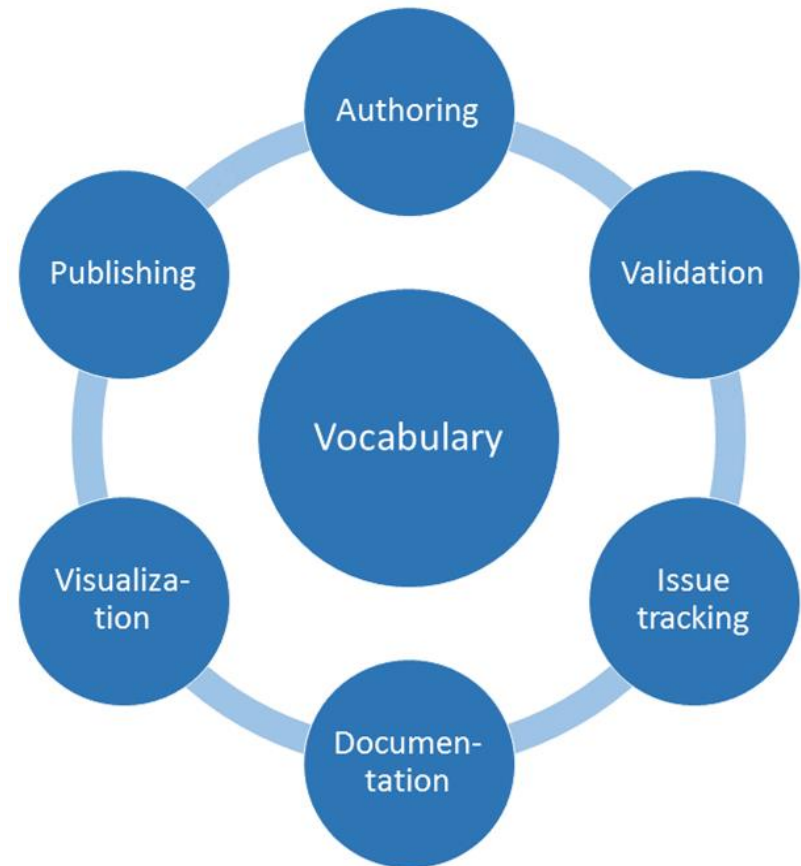 Authoring
Publishing
Validation
Vocabulary
Visualiza-
tion
Issue
tracking
Documen-
tation